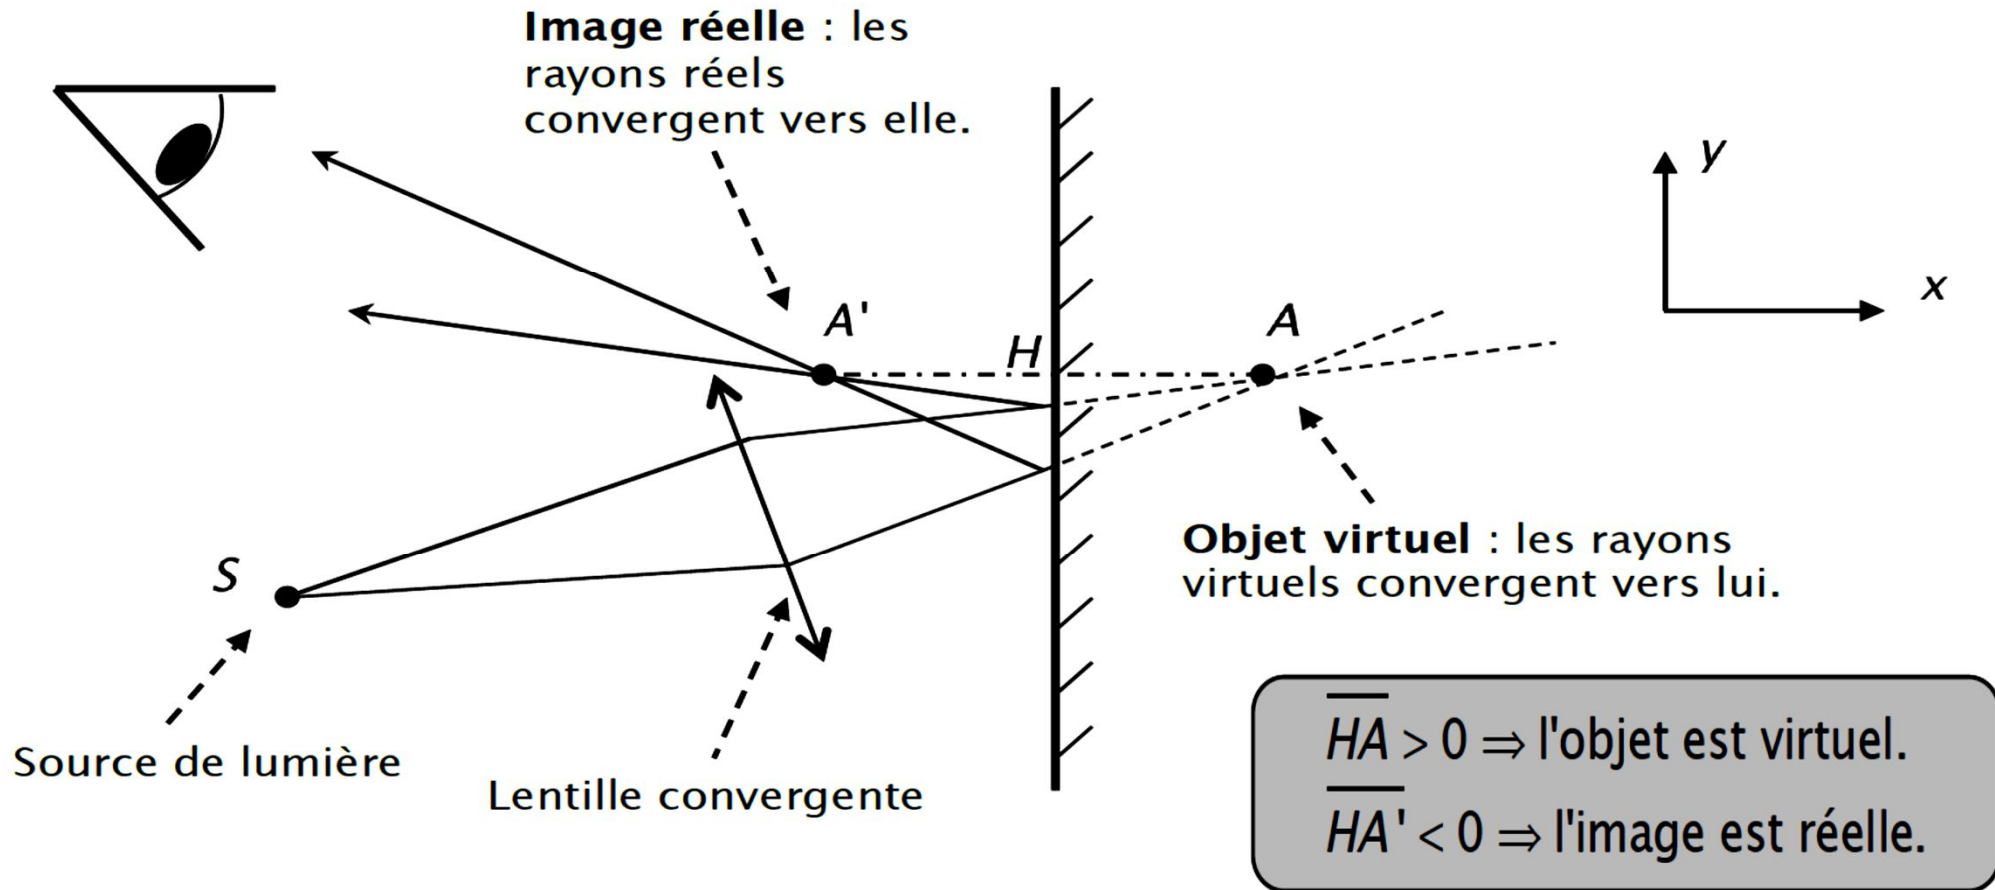 Image réelle : les
rayons réels
convergent vers elle.
y
x
A'
H
A
S
Objet virtuel : les rayons
virtuels convergent vers lui.
Source de lumière
Lentille convergente
HA > 0 ⇒ l'objet est virtuel.
HA' < 0 ⇒ l'image est réelle.